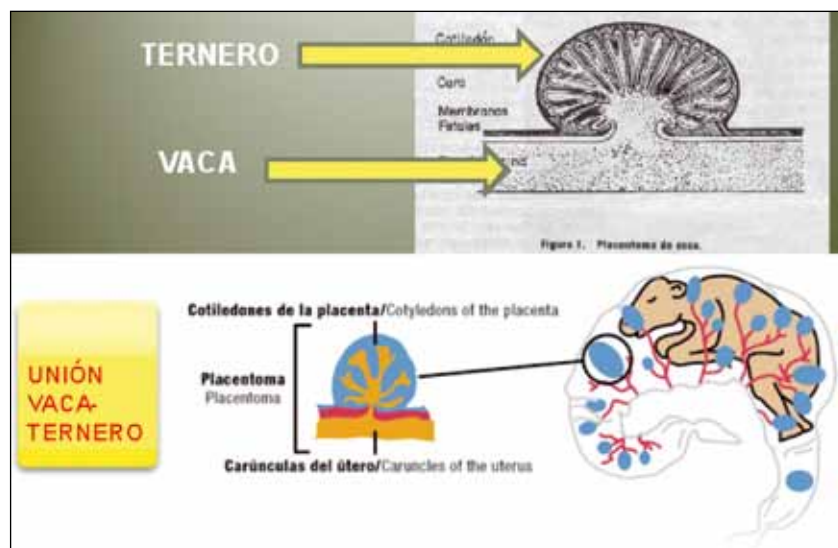 TERNERO
VACA
Cotiledón
Membranas
Fetales
Figura 1. Placentoma de vaca.
UNIÓN
VACA-
TERNERO
Cotiledones de la placenta/Cotyledons of the placenta
Placentoma
Placentoma
Carúnculas del útero/Caruncles of the uterus